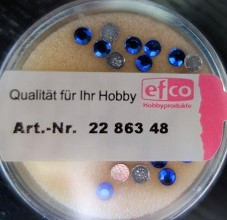 Qualität für Ihr Hobby
efco
Hobbyprodukte
Art.-Nr. 22 863 48